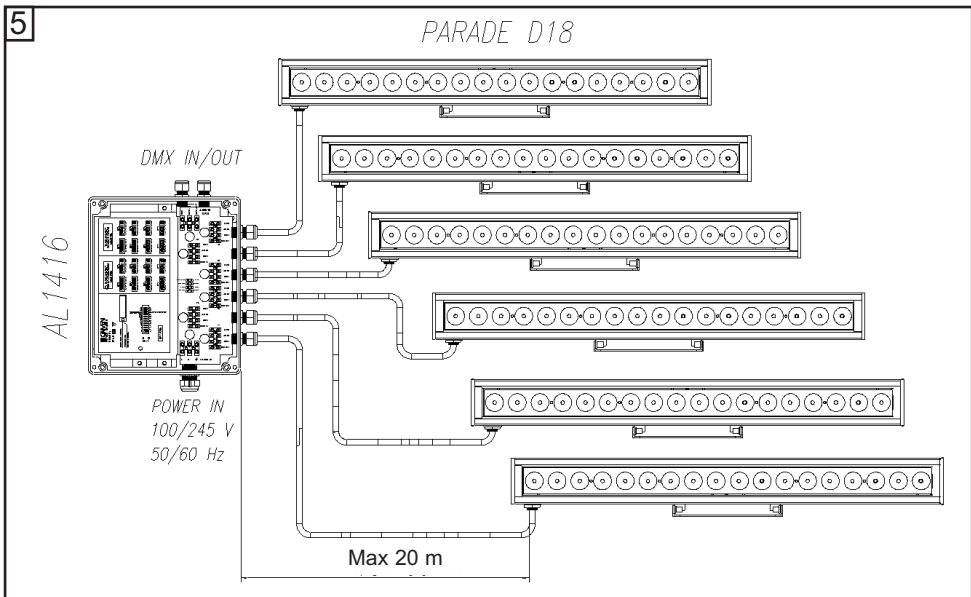 5
PARADE D18
DMX IN/OUT
AL1416
POWER IN
100/245 V
50/60 Hz
Max 20 m